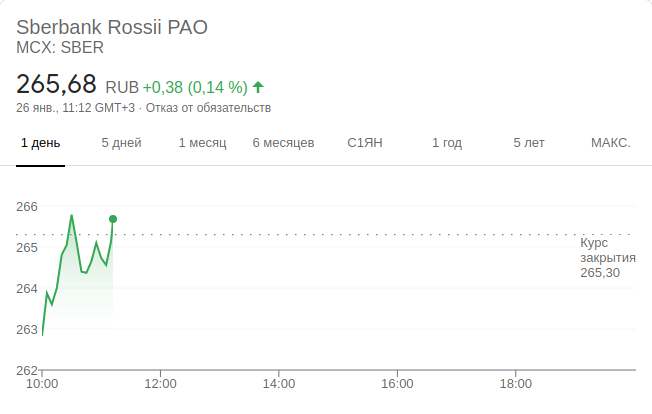 Sberbank Rossii PAO
MCX: SBER
265,68 RUB +0,38 (0,14 %)
26 янв., 11:12 GMT+3 · Отказ от обязательств
1 день 5 дней 1 месяц 6 месяцев С1ЯН 1 год 5 лет МАКС.
266
265
264
263
262
Курс
закрытия
265,30
10:00 12:00 14:00 16:00 18:00